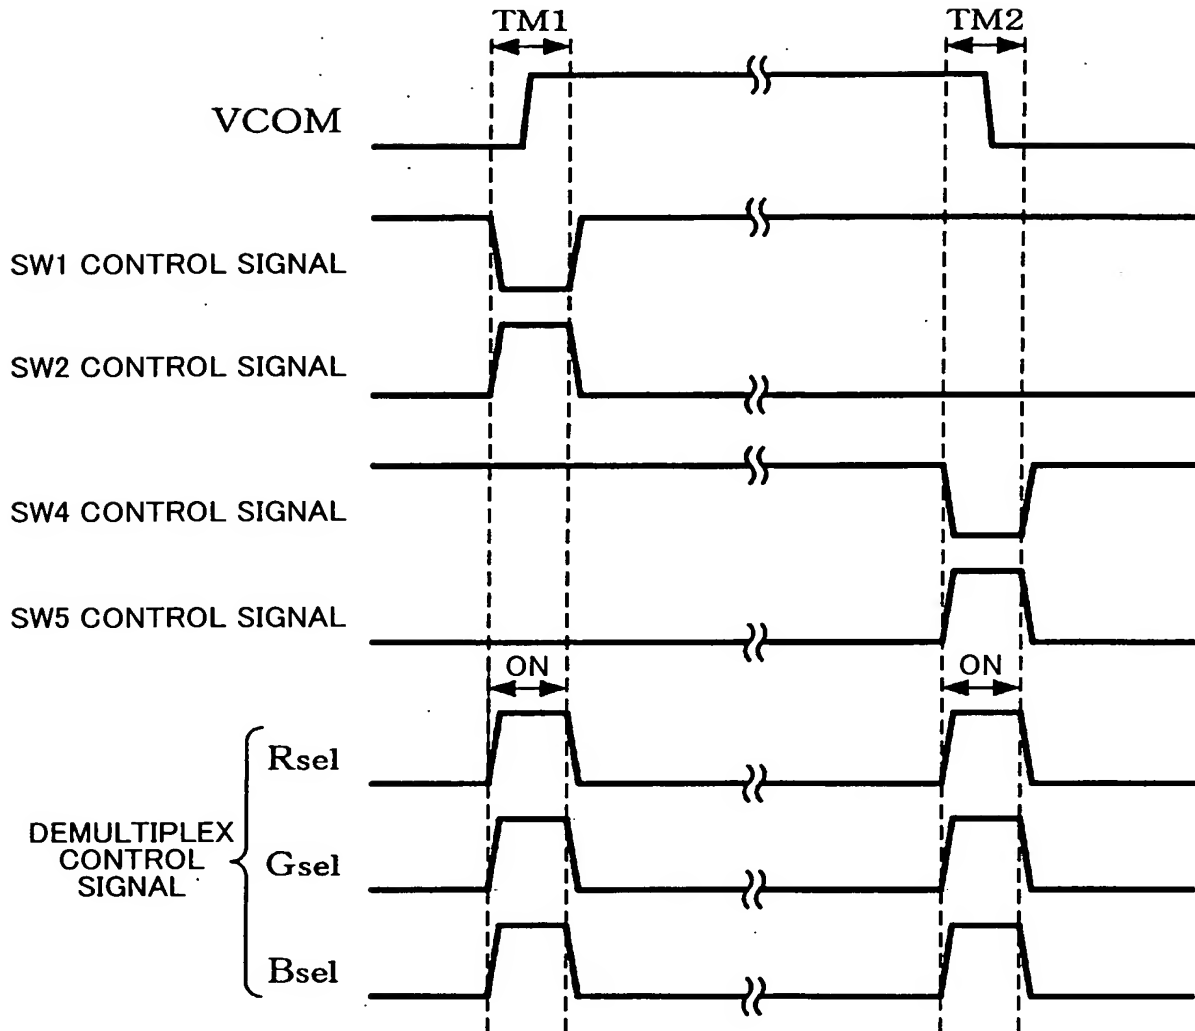 TM1 TM2
VCOM
SW1 CONTROL SIGNAL
SW2 CONTROL SIGNAL
SW4 CONTROL SIGNAL
SW5 CONTROL SIGNAL
ON ON
DEMULTIPLEX
CONTROL
SIGNAL
Rsel
Gsel
Bsel